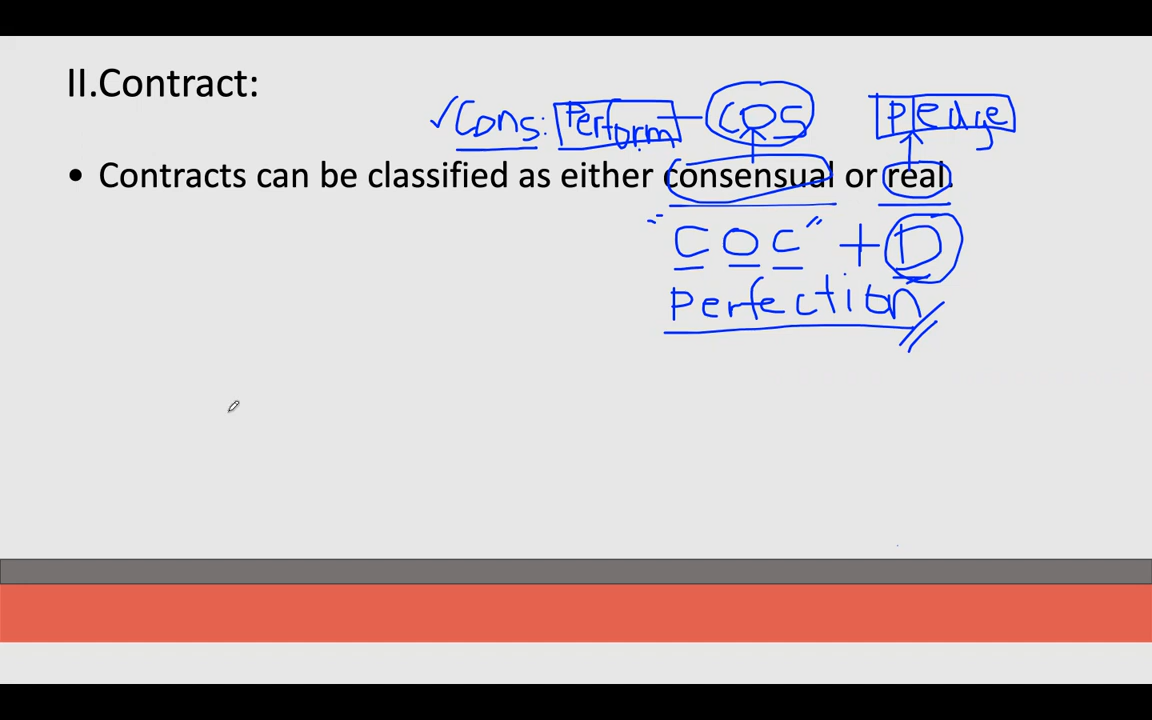 II.Contract:
✓Cons: Perform - COS pledge
• Contracts can be classified as either consensual or real.
"COC" + D
perfection